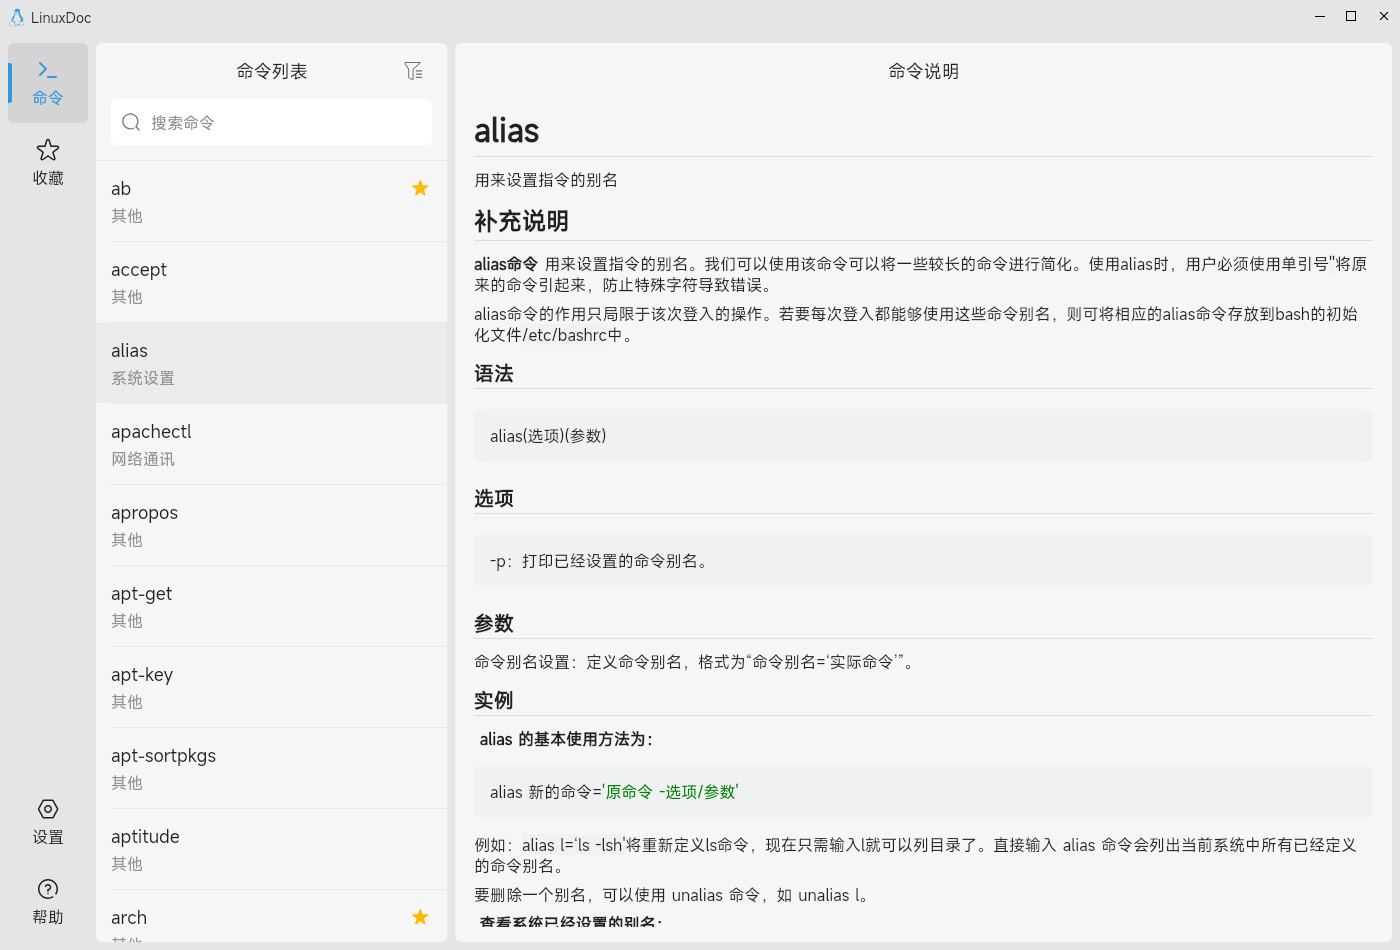 LinuxDoc
命令
收藏
设置
帮助
命令列表
搜索命令
ab
其他
accept
其他
alias
系统设置
apachectl
网络通讯
apropos
其他
apt-get
其他
apt-key
其他
apt-sortpkgs
其他
aptitude
其他
arch
其他
命令说明
alias
用来设置指令的别名
补充说明
alias命令 用来设置指令的别名。我们可以使用该命令可以将一些较长的命令进行简化。使用alias时，用户必须使用单引号''将原
来的命令引起来，防止特殊字符导致错误。
alias命令的作用只局限于该次登入的操作。若要每次登入都能够使用这些命令别名，则可将相应的alias命令存放到bash的初始
化文件/etc/bashrc中。
语法
alias(选项)(参数)
选项
-p：打印已经设置的命令别名。
参数
命令别名设置：定义命令别名，格式为“命令别名=‘实际命令’”。
实例
alias 的基本使用方法为：
alias 新的命令='原命令 -选项/参数'
例如：alias l=‘ls -lsh'将重新定义ls命令，现在只需输入l就可以列目录了。直接输入 alias 命令会列出当前系统中所有已经定义
的命令别名。
要删除一个别名，可以使用 unalias 命令，如 unalias l。
查看系统已经设置的别名：